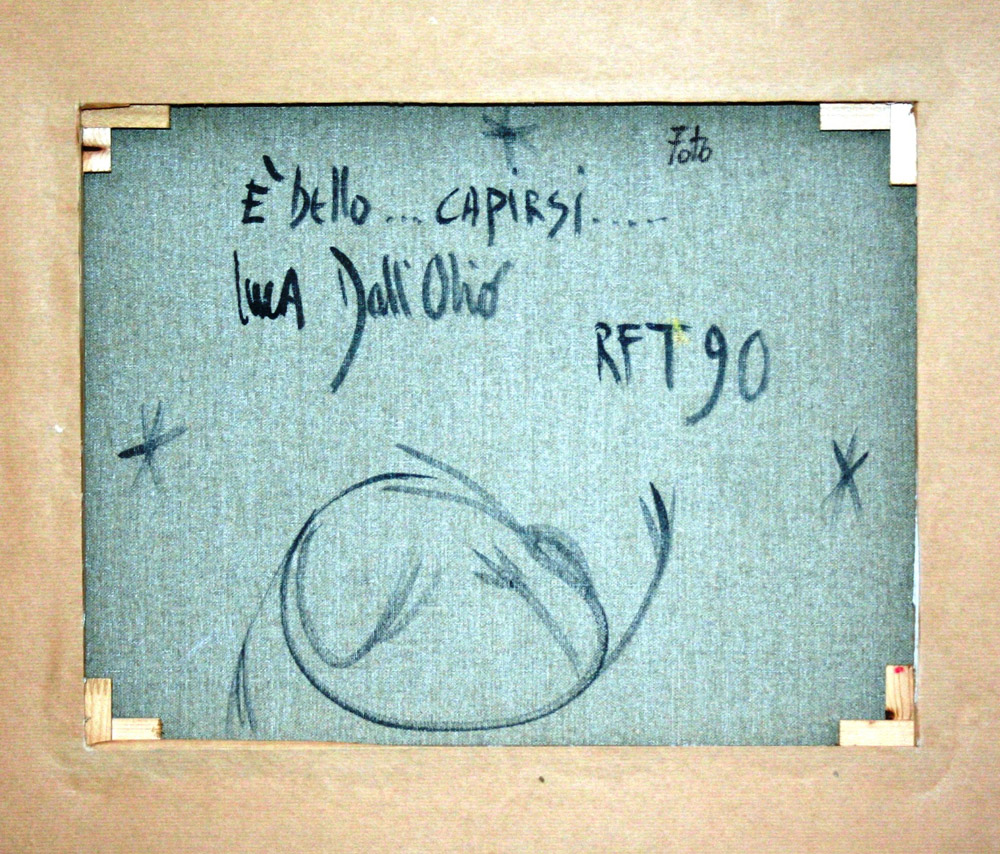 Foto
È bello ... CAPIRSI.....
LUCA Dall'Olio
RFT 90